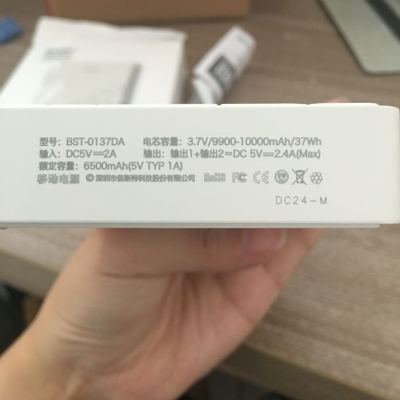 型号：BST-0137DA 电芯容量：3.7V/9900-10000mAh/37Wh
输入：DC5V⎓2A 输出：输出1+输出2=DC 5V⎓2.4A(Max)
额定容量：6500mAh(5V TYP 1A)
移动电源 © 深圳市倍斯特科技股份有限公司 RoHS FC CE
DC24-M